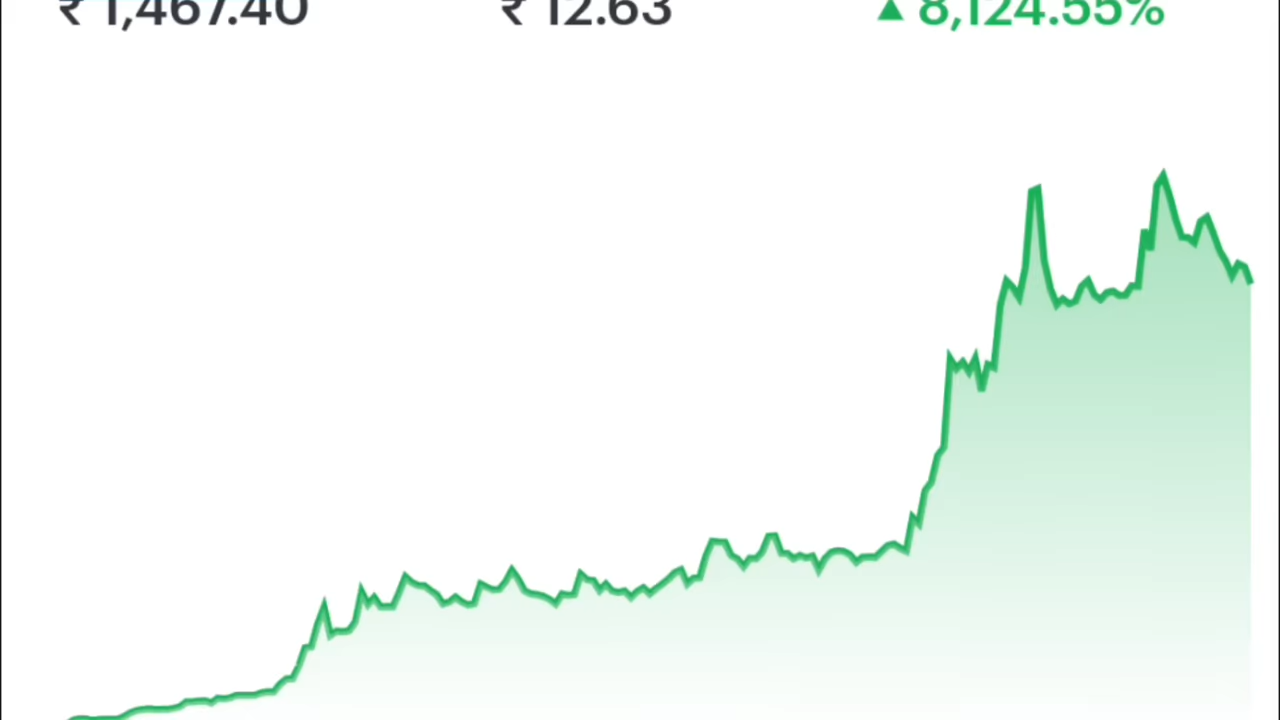 ₹ 1,467.40 ₹ 12.63 ▲ 8,124.55%